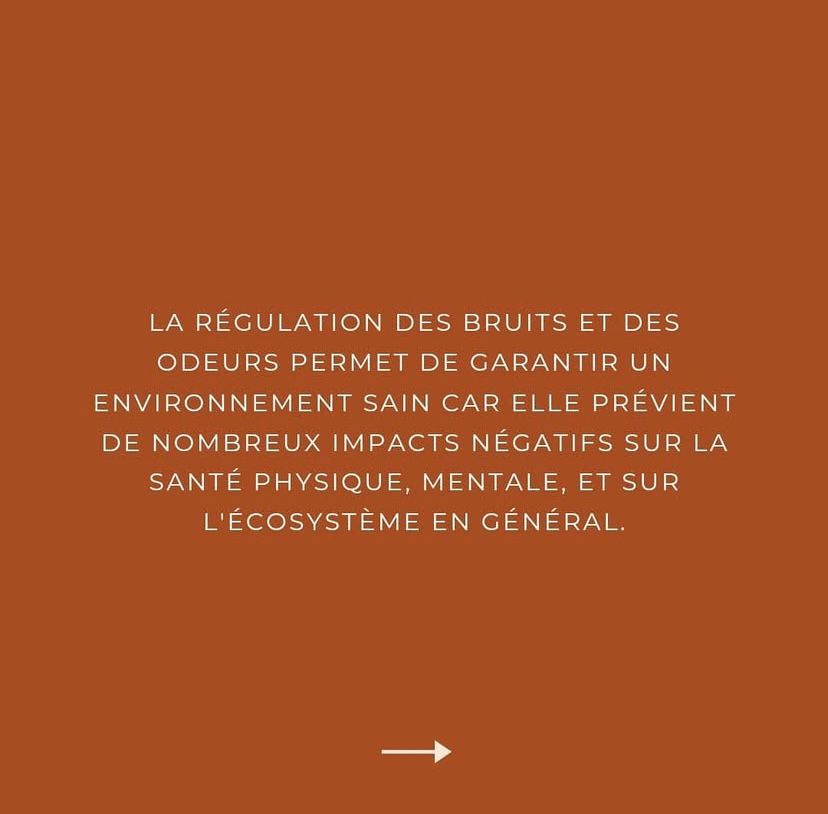 LA RÉGULATION DES BRUITS ET DES
ODEURS PERMET DE GARANTIR UN
ENVIRONNEMENT SAIN CAR ELLE PRÉVIENT
DE NOMBREUX IMPACTS NÉGATIFS SUR LA
SANTÉ PHYSIQUE, MENTALE, ET SUR
L'ÉCOSYSTÈME EN GÉNÉRAL.